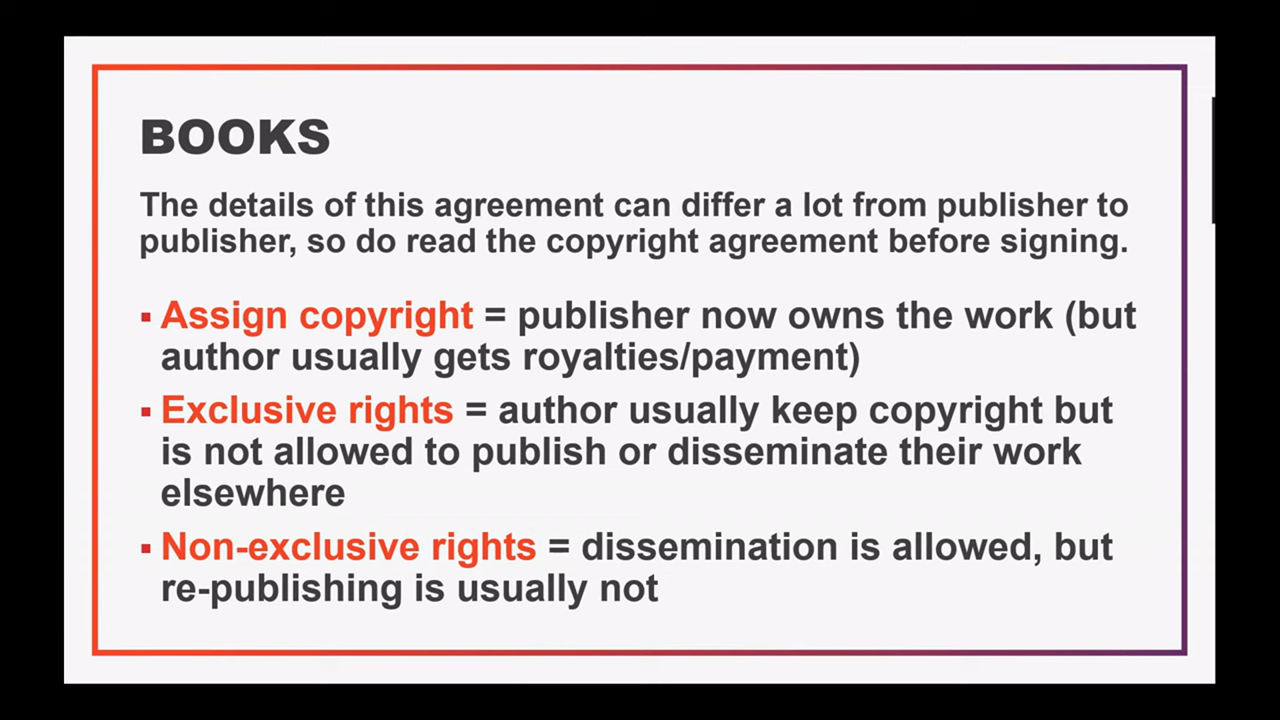 BOOKS
The details of this agreement can differ a lot from publisher to
publisher, so do read the copyright agreement before signing.
▪ Assign copyright = publisher now owns the work (but
author usually gets royalties/payment)
▪ Exclusive rights = author usually keep copyright but
is not allowed to publish or disseminate their work
elsewhere
▪ Non-exclusive rights = dissemination is allowed, but
re-publishing is usually not